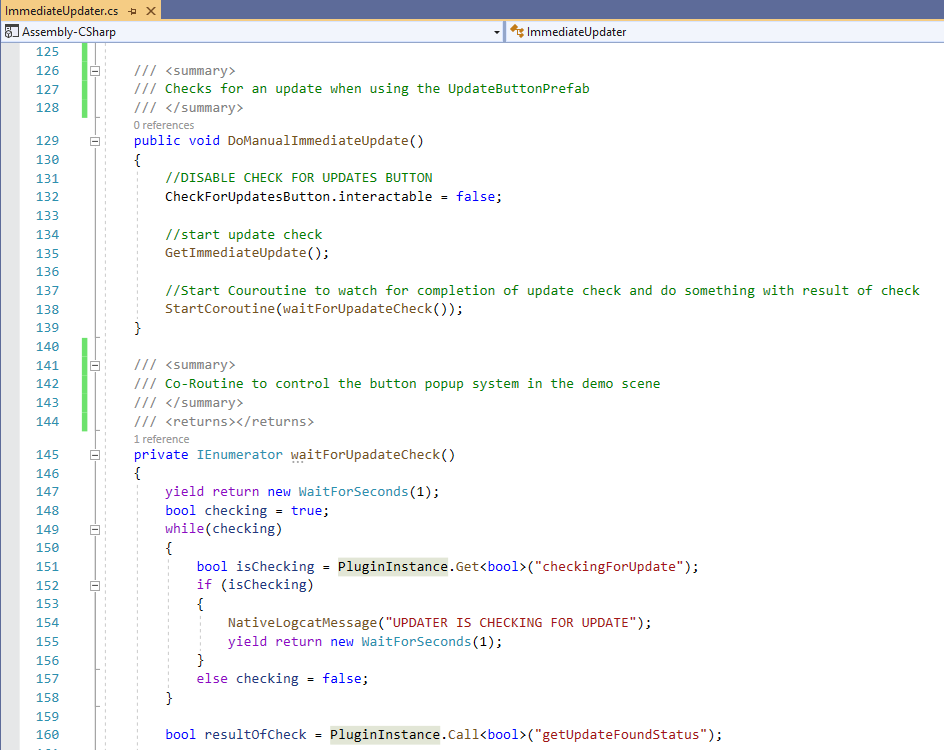 ImmediateUpdater.cs
Assembly-CSharp ImmediateUpdater
125
126 /// <summary>
127 /// Checks for an update when using the UpdateButtonPrefab
128 /// </summary>
0 references
129 public void DoManualImmediateUpdate()
130 {
131 //DISABLE CHECK FOR UPDATES BUTTON
132 CheckForUpdatesButton.interactable = false;
133
134 //start update check
135 GetImmediateUpdate();
136
137 //Start Couroutine to watch for completion of update check and do something with result of check
138 StartCoroutine(waitForUpadateCheck());
139 }
140
141 /// <summary>
142 /// Co-Routine to control the button popup system in the demo scene
143 /// </summary>
144 /// <returns></returns>
1 reference
145 private IEnumerator waitForUpadateCheck()
146 {
147 yield return new WaitForSeconds(1);
148 bool checking = true;
149 while(checking)
150 {
151 bool isChecking = PluginInstance.Get<bool>("checkingForUpdate");
152 if (isChecking)
153 {
154 NativeLogcatMessage("UPDATER IS CHECKING FOR UPDATE");
155 yield return new WaitForSeconds(1);
156 }
157 else checking = false;
158 }
159
160 bool resultOfCheck = PluginInstance.Call<bool>("getUpdateFoundStatus");